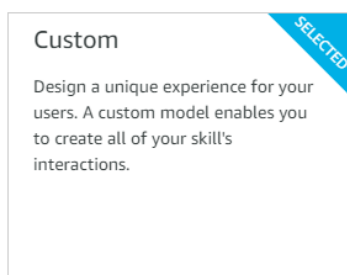 Custom
SELECTED
Design a unique experience for your
users. A custom model enables you
to create all of your skill's
interactions.